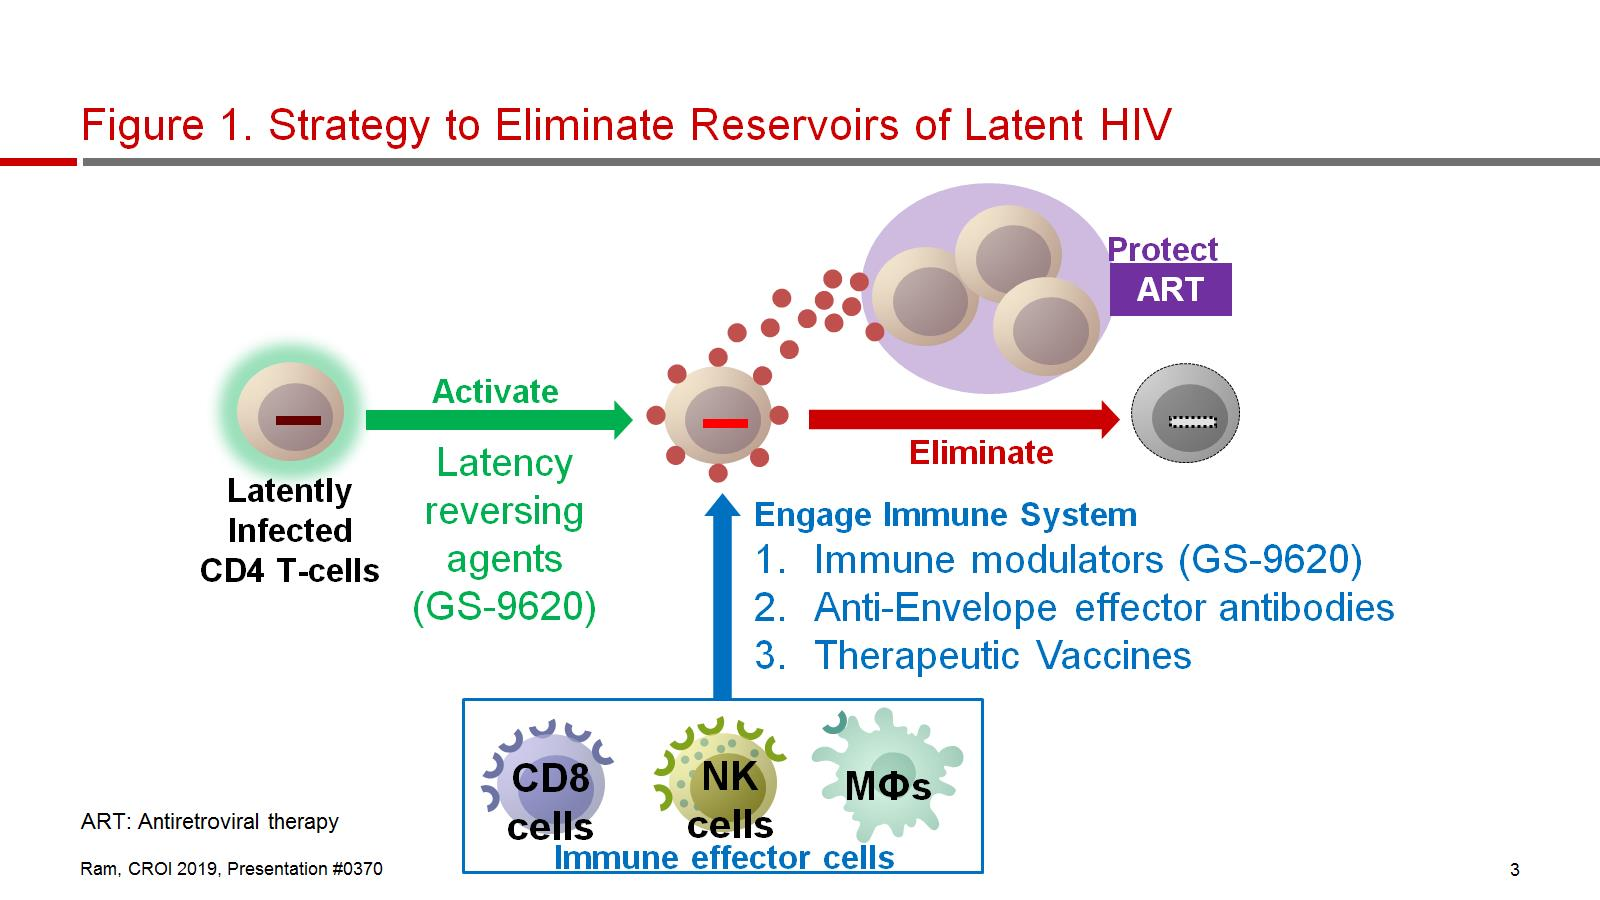 Figure 1. Strategy to Eliminate Reservoirs of Latent HIV
Protect
ART
Activate
Latency
reversing
agents
(GS-9620)
Eliminate
Latently
Infected
CD4 T-cells
Engage Immune System
1. Immune modulators (GS-9620)
2. Anti-Envelope effector antibodies
3. Therapeutic Vaccines
CD8
cells
NK
cells
MΦs
Immune effector cells
ART: Antiretroviral therapy
Ram, CROI 2019, Presentation #0370
3